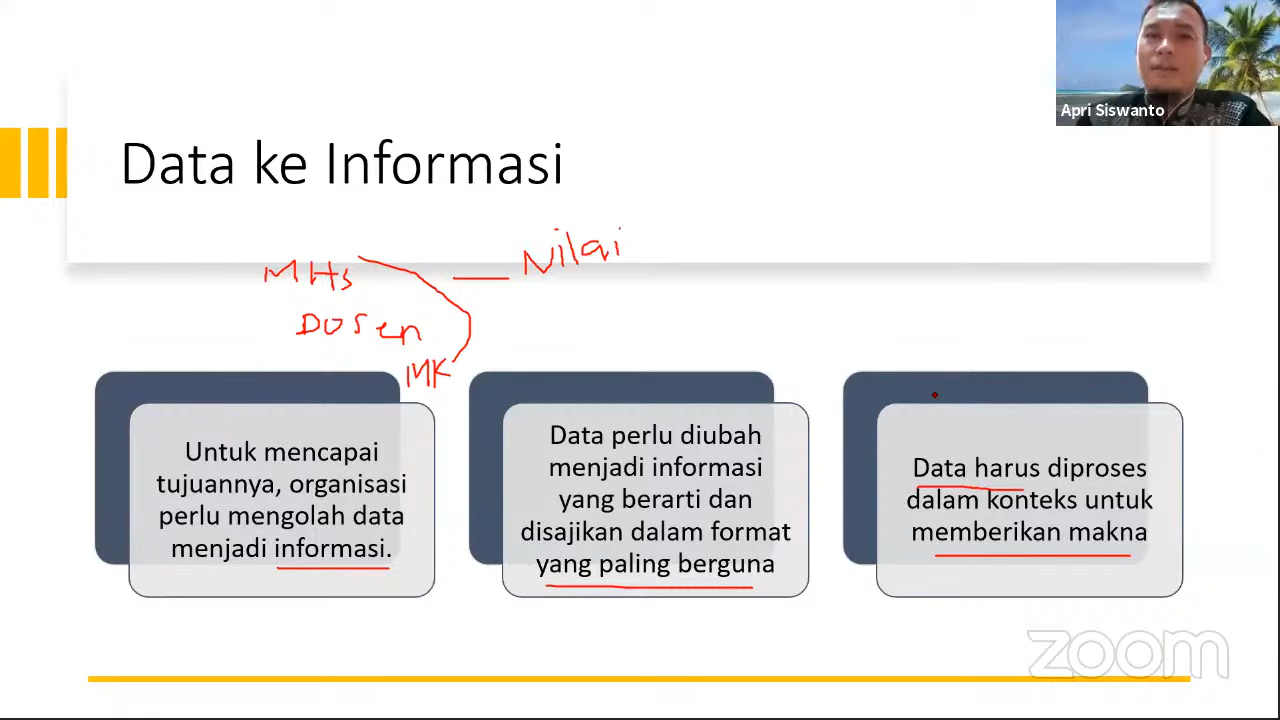 Apri Siswanto
Data ke Informasi
MHs
Nilai
Dosen
MK
Untuk mencapai
tujuannya, organisasi
perlu mengolah data
menjadi informasi.
Data perlu diubah
menjadi informasi
yang berarti dan
disajikan dalam format
yang paling berguna
Data harus diproses
dalam konteks untuk
memberikan makna
zoom